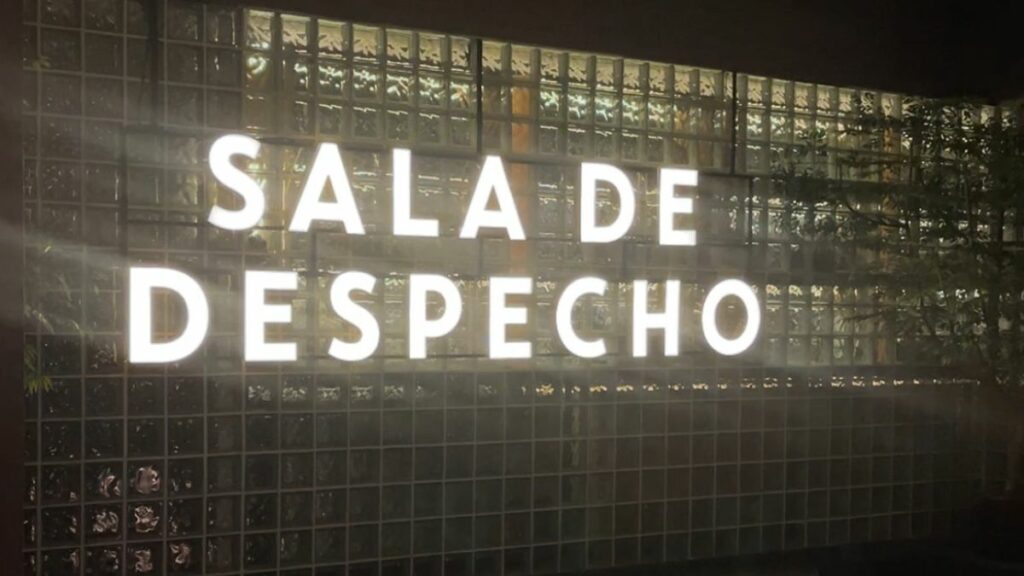 SALA DE
DESPECHO